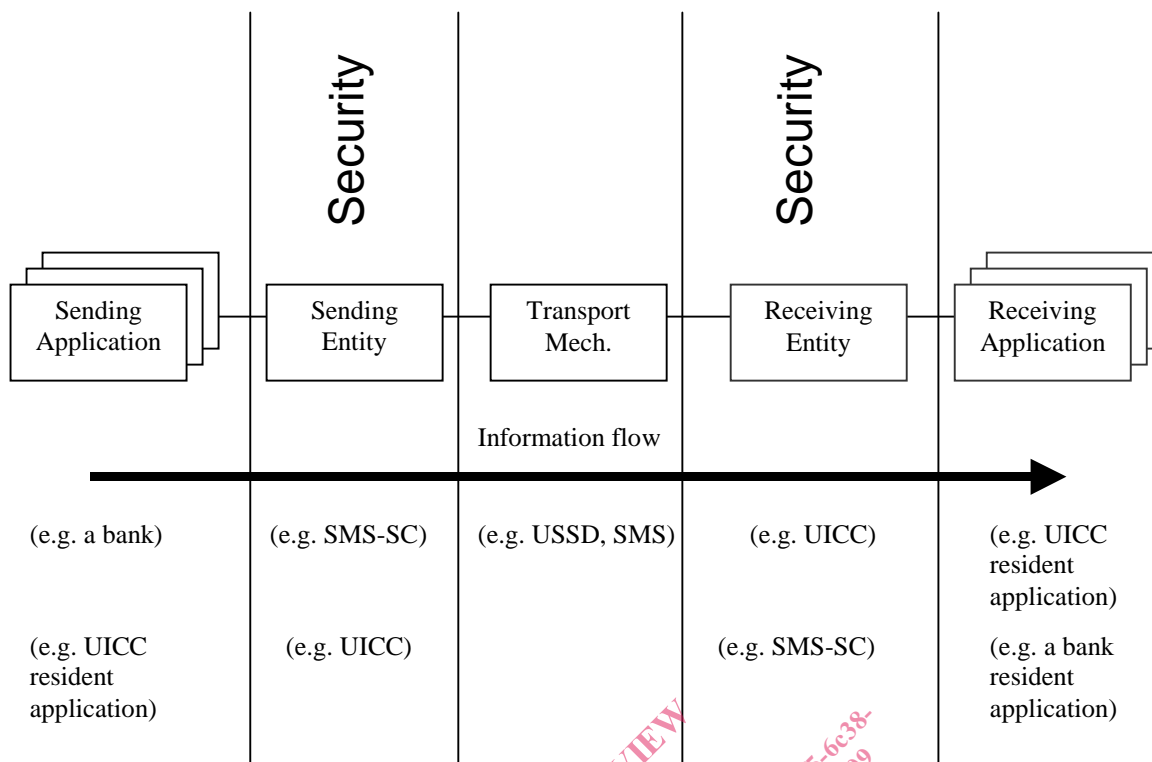 Security
Security
Sending
Application
Sending
Entity
Transport
Mech.
Receiving
Entity
Receiving
Application
Information flow
(e.g. a bank)
(e.g. SMS-SC)
(e.g. USSD, SMS)
(e.g. UICC)
(e.g. UICC
resident
application)
(e.g. UICC
resident
application)
(e.g. UICC)
(e.g. SMS-SC)
(e.g. a bank
resident
application)